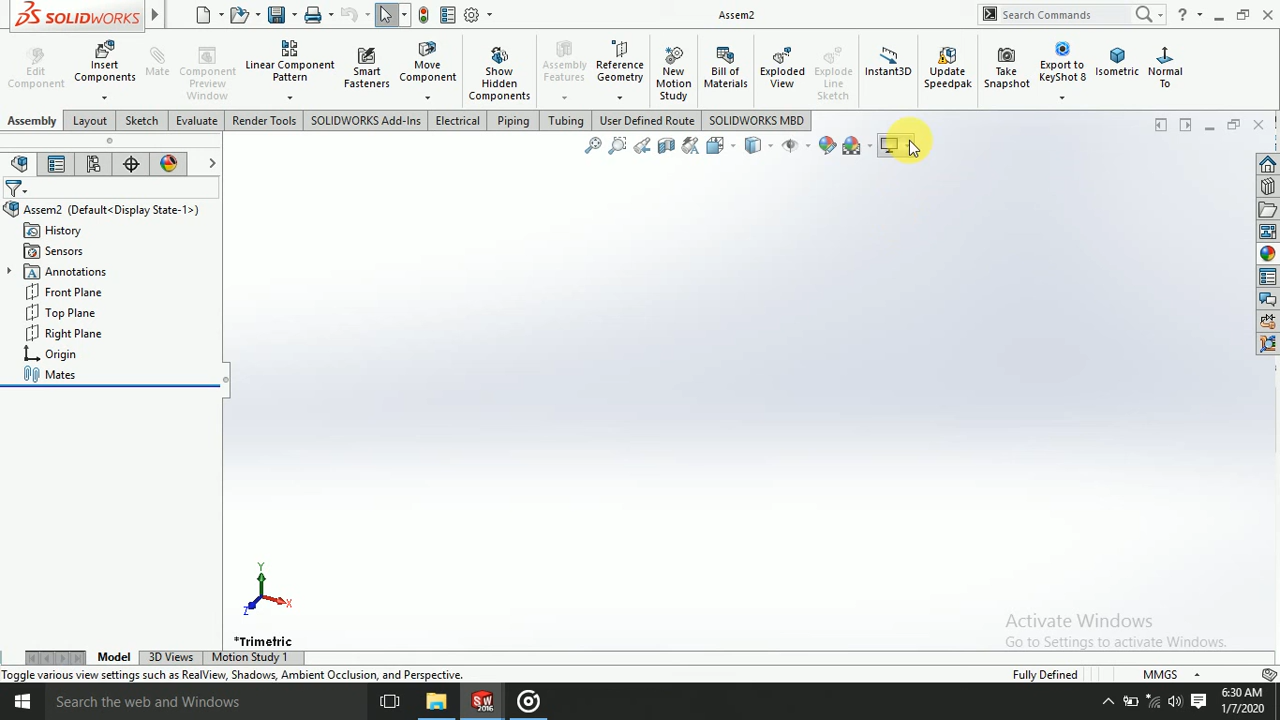 SOLIDWORKS
Assem2
Search Commands
Edit Component
Insert Components
Mate
Component Preview Window
Linear Component Pattern
Smart Fasteners
Move Component
Show Hidden Components
Assembly Features
Reference Geometry
New Motion Study
Bill of Materials
Exploded View
Explode Line Sketch
Instant3D
Update Speedpak
Take Snapshot
Export to KeyShot 8
Isometric
Normal To
Assembly Layout Sketch Evaluate Render Tools SOLIDWORKS Add-Ins Electrical Piping Tubing User Defined Route SOLIDWORKS MBD
Assem2 (Default<Display State-1>)
History
Sensors
Annotations
Front Plane
Top Plane
Right Plane
Origin
Mates
Y
X
Z
*Trimetric
Activate Windows
Go to Settings to activate Windows.
Model 3D Views Motion Study 1
Toggle various view settings such as RealView, Shadows, Ambient Occlusion, and Perspective.
Fully Defined
MMGS
Search the web and Windows
SW
2016
6:30 AM
1/7/2020